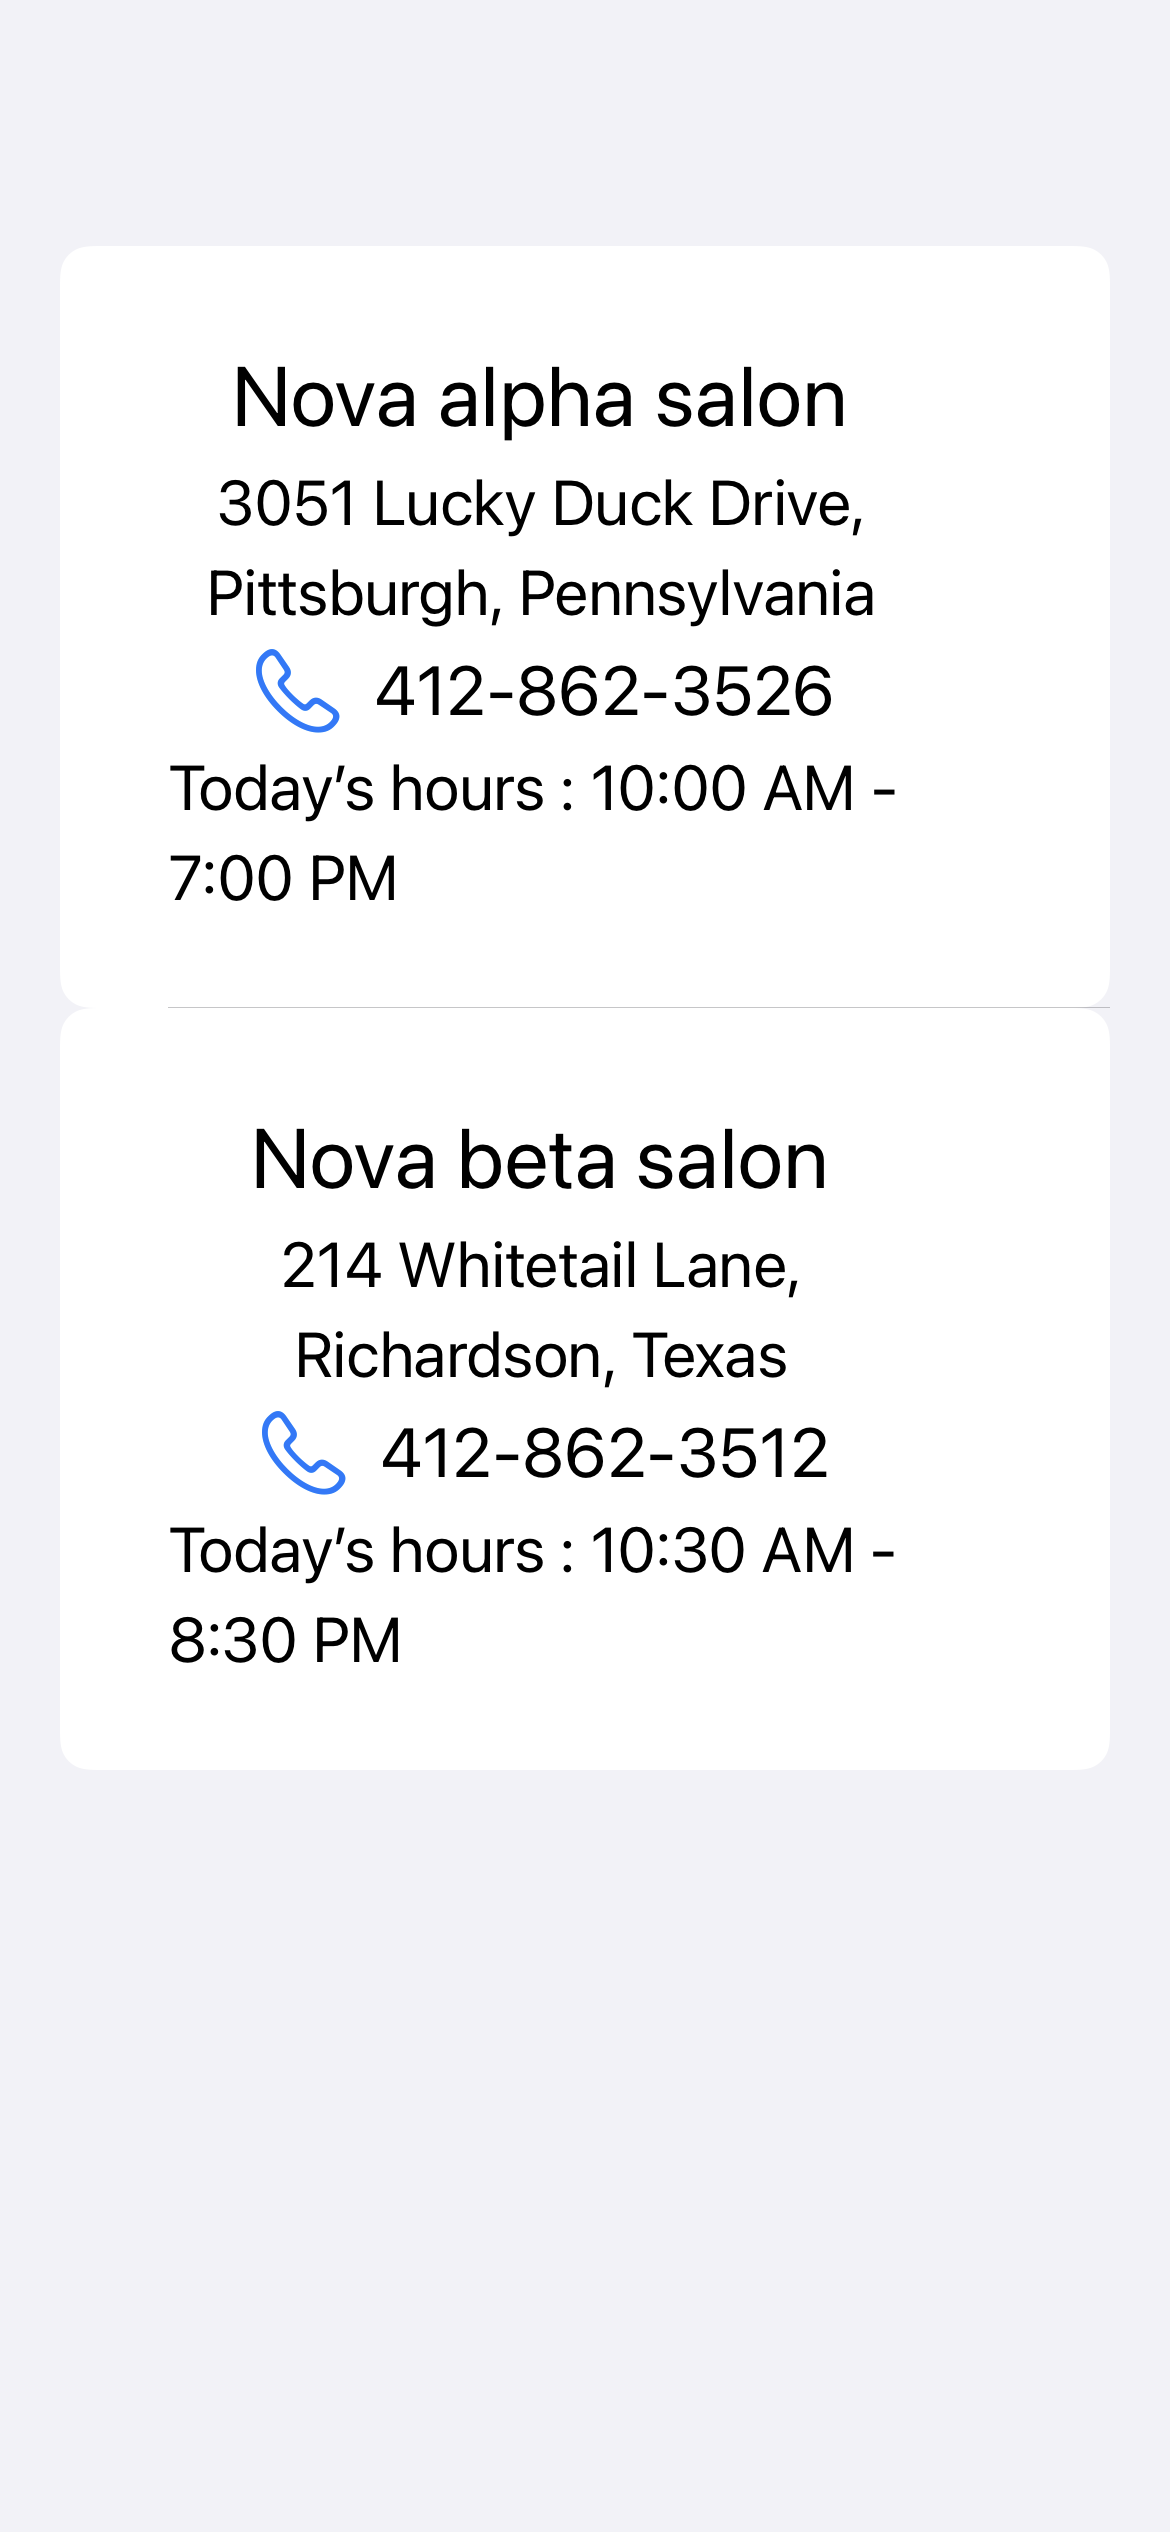 Nova alpha salon
3051 Lucky Duck Drive,
Pittsburgh, Pennsylvania
412-862-3526
Today’s hours : 10:00 AM -
7:00 PM
Nova beta salon
214 Whitetail Lane,
Richardson, Texas
412-862-3512
Today’s hours : 10:30 AM -
8:30 PM